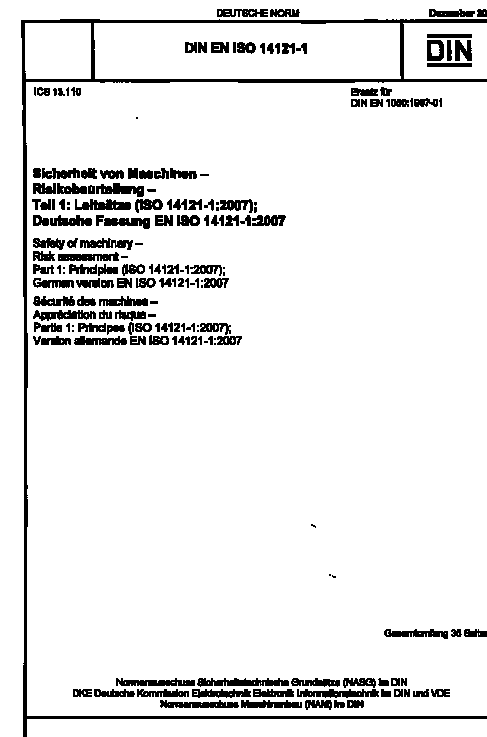 DEUTSCHE NORM
Dezember 20
DIN EN ISO 14121-1
DIN
ICS 13.110
Ersatz für
DIN EN 1050:1997-01
Sicherheit von Maschinen –
Risikobeurteilung –
Teil 1: Leitsätze (ISO 14121-1:2007);
Deutsche Fassung EN ISO 14121-1:2007
Safety of machinery –
Risk assessment –
Part 1: Principles (ISO 14121-1:2007);
German version EN ISO 14121-1:2007
Sécurité des machines –
Appréciation du risque –
Partie 1: Principes (ISO 14121-1:2007);
Version allemande EN ISO 14121-1:2007
Gesamtumfang 36 Seite
Normenausschuss Sicherheitstechnische Grundsätze (NASG) im DIN
DKE Deutsche Kommission Elektrotechnik Elektronik Informationstechnik im DIN und VDE
Normenausschuss Maschinenbau (NAM) im DIN